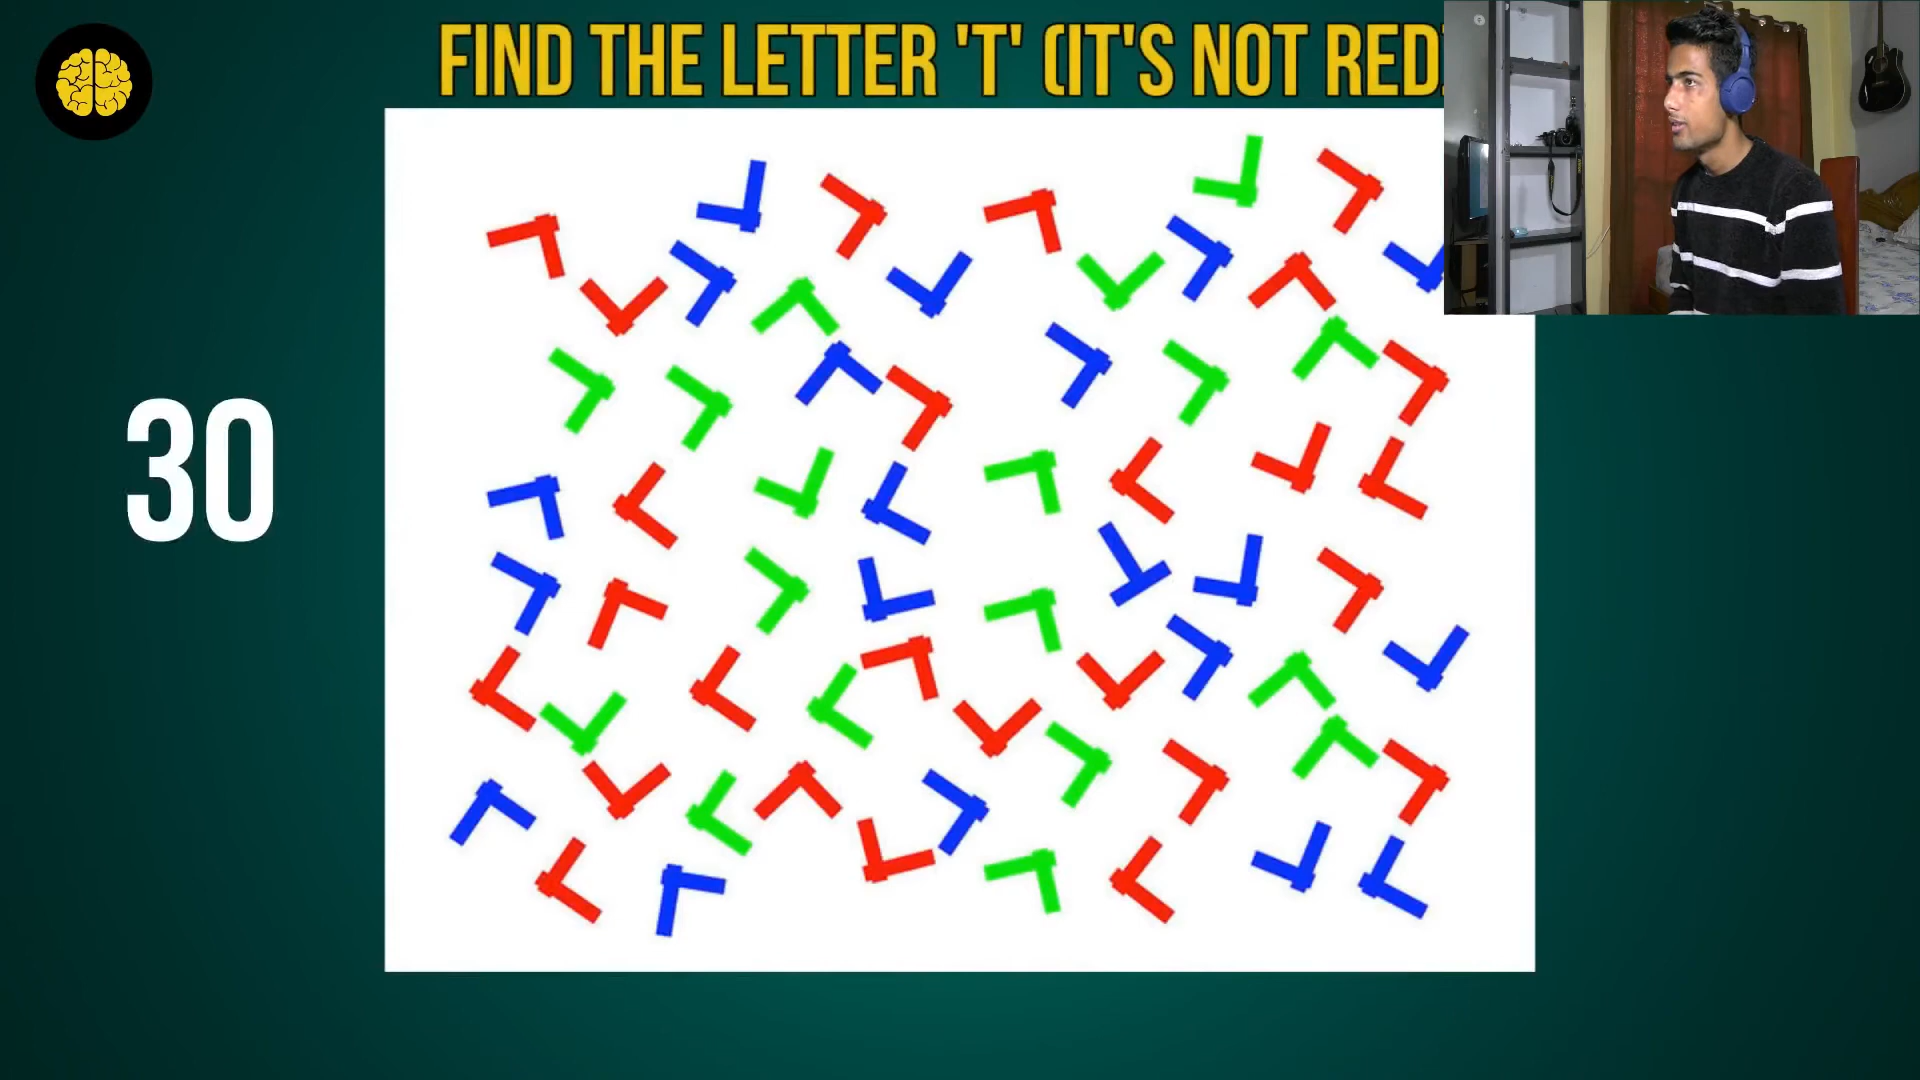 FIND THE LETTER 'T' (IT'S NOT RED)
30